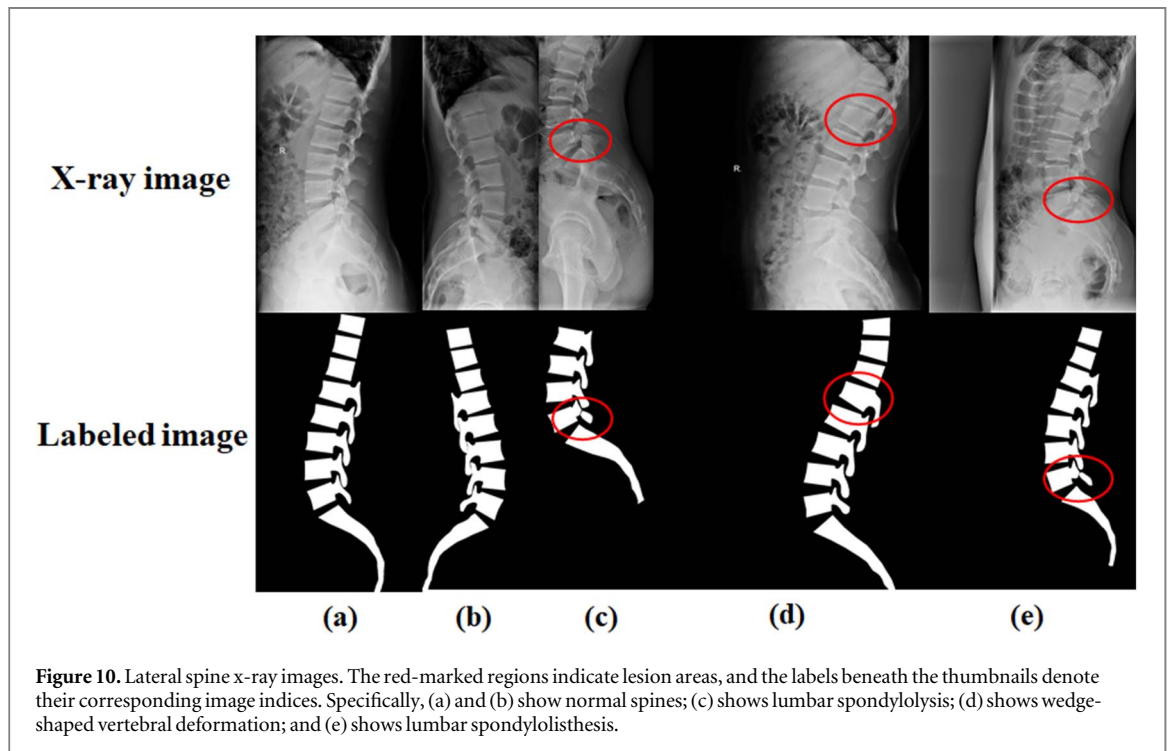 X-ray image
R
R
Labeled image
(a) (b) (c) (d) (e)
Figure 10. Lateral spine x-ray images. The red-marked regions indicate lesion areas, and the labels beneath the thumbnails denote
their corresponding image indices. Specifically, (a) and (b) show normal spines; (c) shows lumbar spondylolysis; (d) shows wedge-
shaped vertebral deformation; and (e) shows lumbar spondylolisthesis.